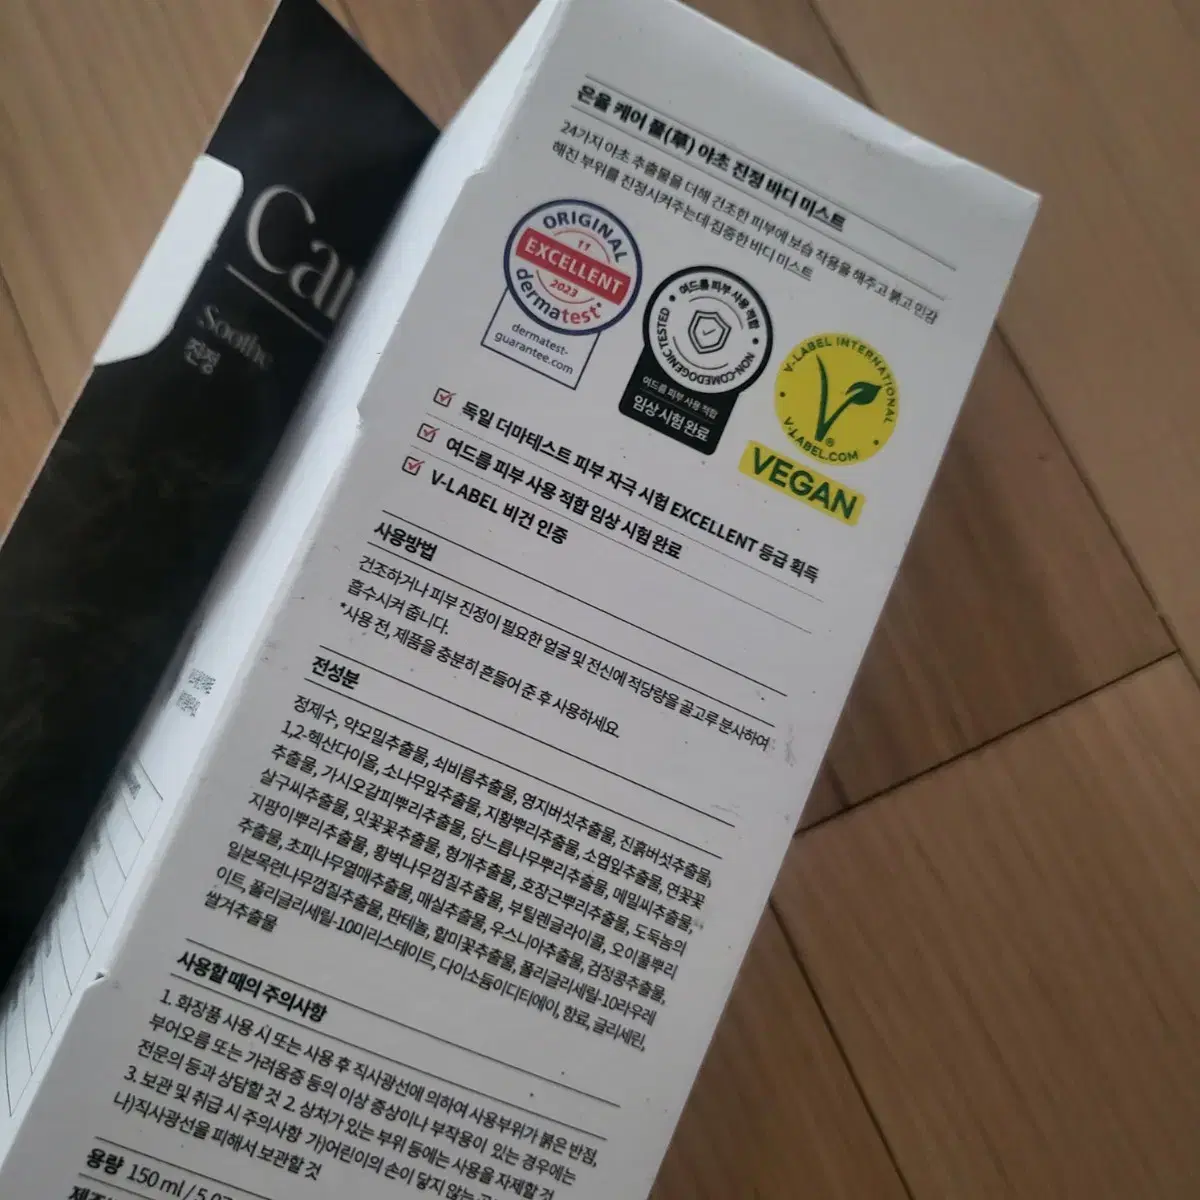 Car
Soothe
진정
온율 케어 풀(草) 야초 진정 바디 미스트
24가지 야초 추출물을 더해 건조한 피부에 보습 작용을 해주고 붉고 민감
해진 부위를 진정시켜주는데 집중한 바디 미스트
ORIGINAL
EXCELLENT
2023
dermatest
dermatest-
guarantee.com
여드름 피부 사용 적합
NON-COMEDOGENIC TESTED
여드름 피부 사용 적합
임상 시험 완료
V-LABEL INTERNATIONAL
V-LABEL.COM
VEGAN
독일 더마테스트 피부 자극 시험 EXCELLENT 등급 획득
여드름 피부 사용 적합 임상 시험 완료
V-LABEL 비건 인증
사용방법
건조하거나 피부 진정이 필요한 얼굴 및 전신에 적당량을 골고루 분사하여
흡수시켜 줍니다.
*사용 전, 제품을 충분히 흔들어 준 후 사용하세요.
전성분
정제수, 약모밀추출물, 쇠비름추출물, 영지버섯추출물, 진흙버섯추출물,
1,2-헥산다이올, 소나무잎추출물, 지황뿌리추출물, 소엽잎추출물, 연꽃꽃
추출물, 가시오갈피뿌리추출물, 당느릅나무뿌리추출물, 메밀씨추출물,
살구씨추출물, 잇꽃꽃추출물, 형개추출물, 호장근뿌리추출물, 도둑놈의
지팡이뿌리추출물, 황벽나무껍질추출물, 부틸렌글라이콜, 오이풀뿌리
추출물, 초피나무열매추출물, 매실추출물, 우스니아추출물, 검정콩추출물,
일본목련나무껍질추출물, 판테놀, 할미꽃추출물, 폴리글리세릴-10라우레
이트, 폴리글리세릴-10미리스테이트, 다이소듐이디티에이, 향료, 글리세린,
쌀겨추출물
사용할 때의 주의사항
1. 화장품 사용 시 또는 사용 후 직사광선에 의하여 사용부위가 붉은 반점,
부어오름 또는 가려움증 등의 이상 증상이나 부작용이 있는 경우에는
전문의 등과 상담할 것 2. 상처가 있는 부위 등에는 사용을 자제할 것
3. 보관 및 취급 시 주의사항 가)어린이의 손이 닿지 않는
나)직사광선을 피해서 보관할 것
용량 150 ml / 5.07